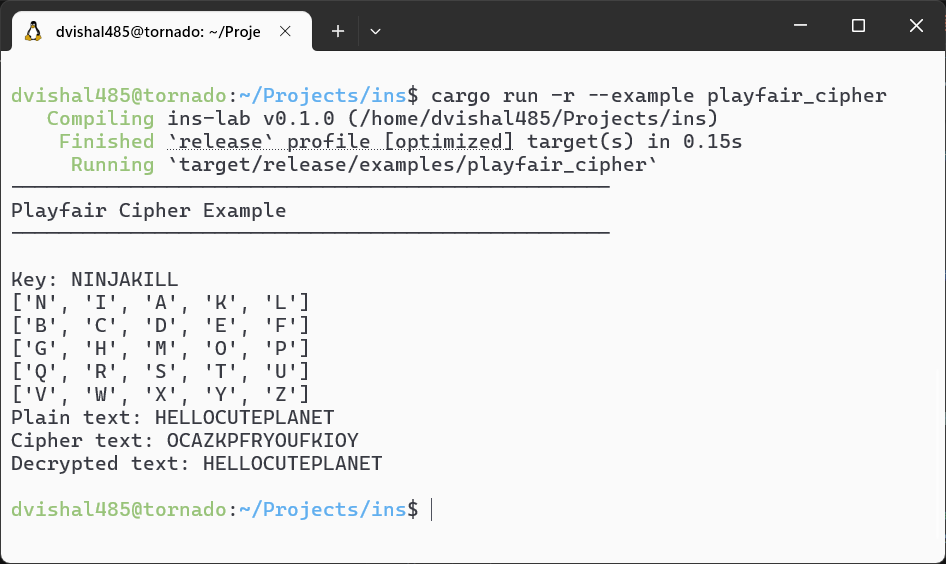 dvishal485@tornado: ~/Proje
dvishal485@tornado:~/Projects/ins$ cargo run -r --example playfair_cipher
Compiling ins-lab v0.1.0 (/home/dvishal485/Projects/ins)
Finished `release` profile [optimized] target(s) in 0.15s
Running `target/release/examples/playfair_cipher`
Playfair Cipher Example
Key: NINJAKILL
['N', 'I', 'A', 'K', 'L']
['B', 'C', 'D', 'E', 'F']
['G', 'H', 'M', 'O', 'P']
['Q', 'R', 'S', 'T', 'U']
['V', 'W', 'X', 'Y', 'Z']
Plain text: HELLOCUTEPLANET
Cipher text: OCAZKPFRYOUFKIOY
Decrypted text: HELLOCUTEPLANET
dvishal485@tornado:~/Projects/ins$